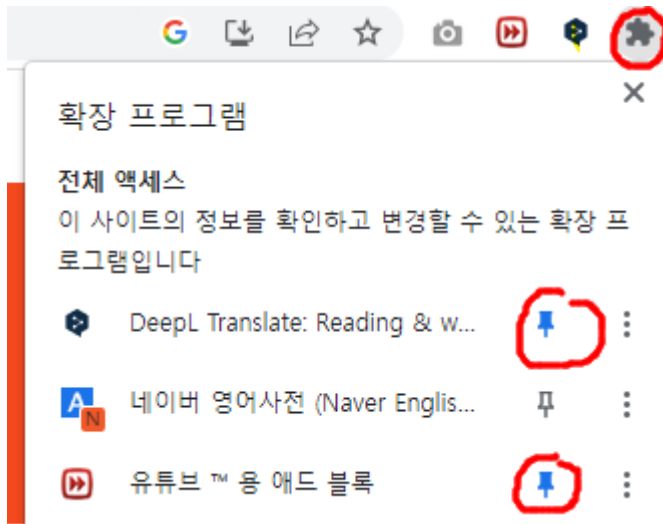 확장 프로그램
전체 액세스
이 사이트의 정보를 확인하고 변경할 수 있는 확장 프
로그램입니다
DeepL Translate: Reading & w...
네이버 영어사전 (Naver Englis...
유튜브 ™ 용 애드 블록